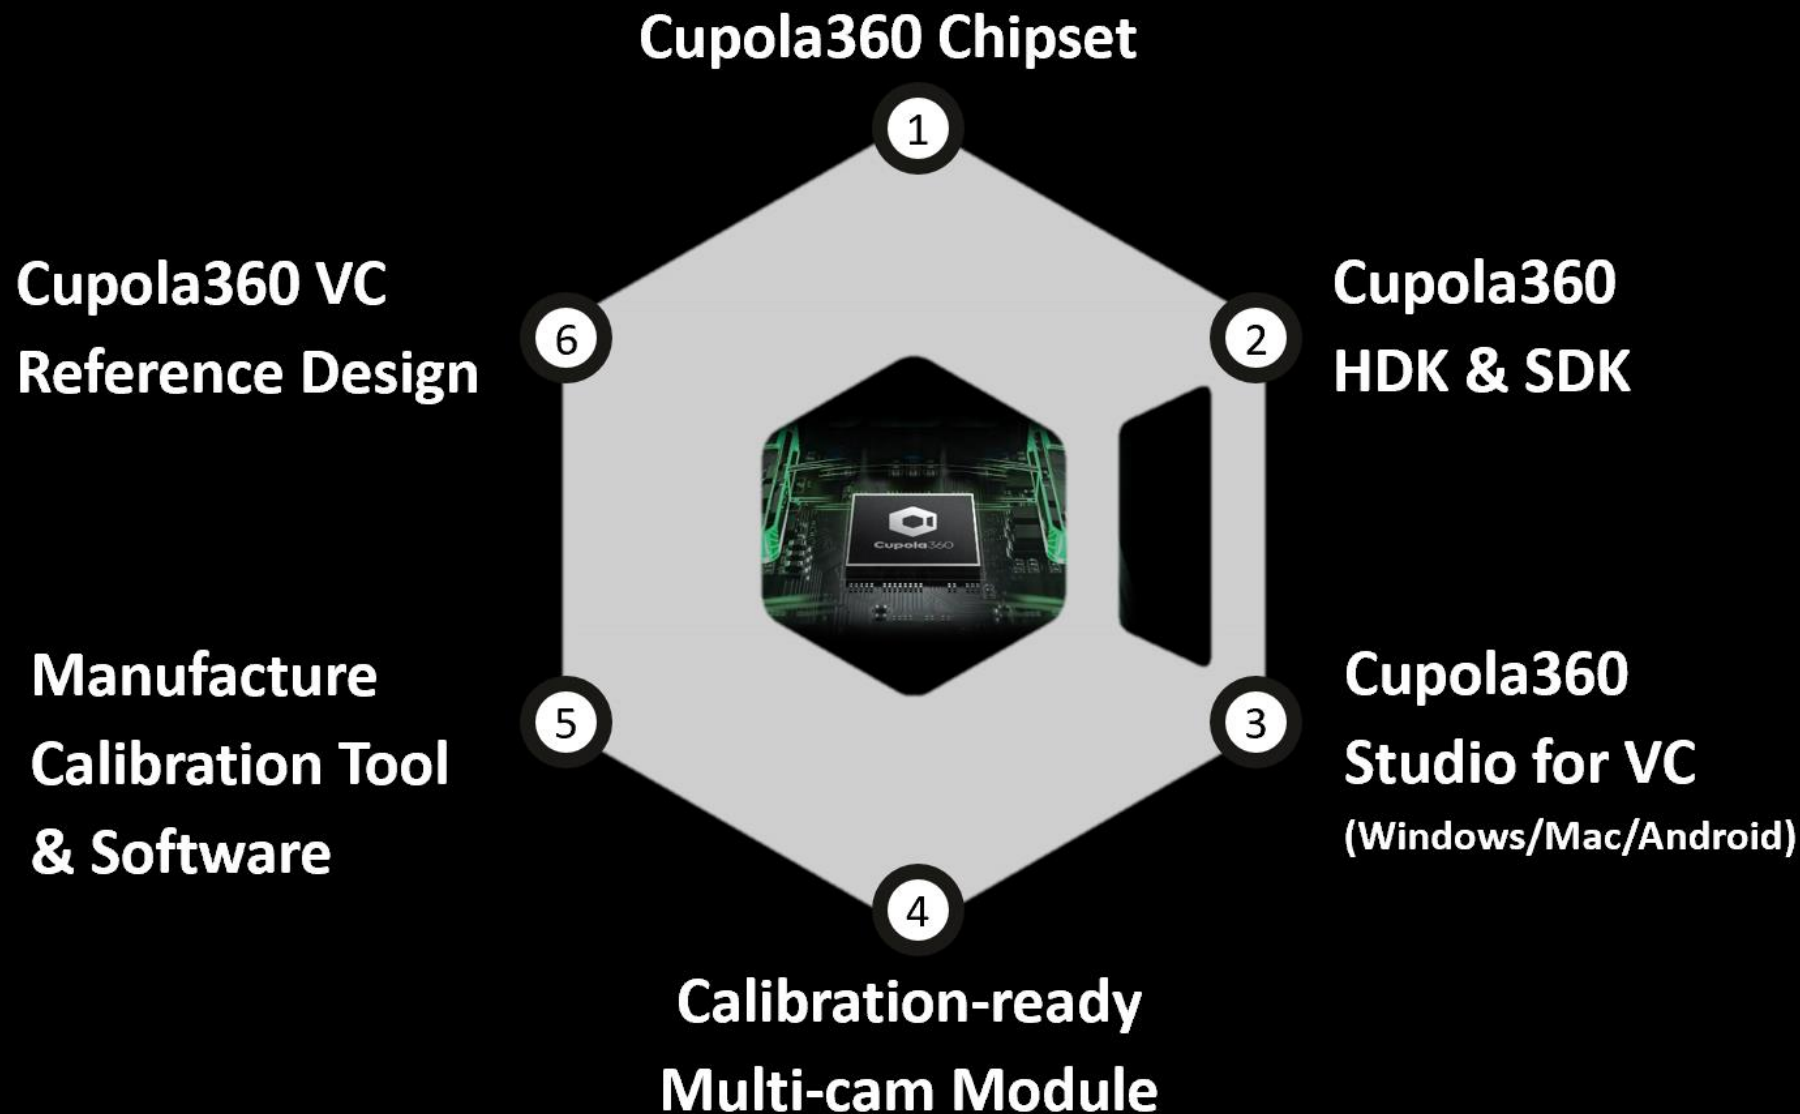 Cupola360 Chipset
1
Cupola360 VC
Reference Design
6
2
Cupola360
HDK & SDK
Cupola360
Manufacture
Calibration Tool
& Software
5
3
Cupola360
Studio for VC
(Windows/Mac/Android)
4
Calibration-ready
Multi-cam Module